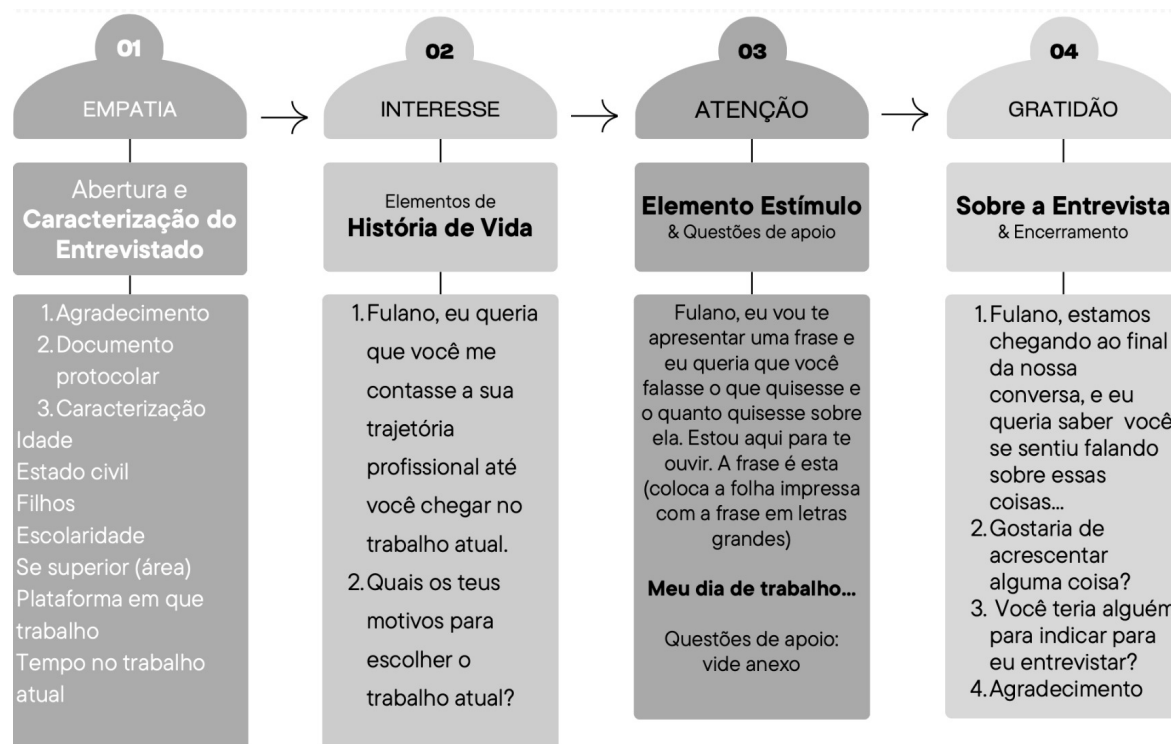 01
EMPATIA
Abertura e
Caracterização do
Entrevistado
1. Agradecimento
2. Documento
protocolar
3. Caracterização
Idade
Estado civil
Filhos
Escolaridade
Se superior (área)
Plataforma em que
trabalho
Tempo no trabalho
atual
02
INTERESSE
Elementos de
História de Vida
1. Fulano, eu queria
que você me
contasse a sua
trajetória
profissional até
você chegar no
trabalho atual.
2. Quais os teus
motivos para
escolher o
trabalho atual?
03
ATENÇÃO
Elemento Estímulo
& Questões de apoio
Fulano, eu vou te
apresentar uma frase e
eu queria que você
falasse o que quisesse e
o quanto quisesse sobre
ela. Estou aqui para te
ouvir. A frase é esta
(coloca a folha impressa
com a frase em letras
grandes)
Meu dia de trabalho...
Questões de apoio:
vide anexo
04
GRATIDÃO
Sobre a Entrevista
& Encerramento
1. Fulano, estamos
chegando ao final
da nossa
conversa, e eu
queria saber você
se sentiu falando
sobre essas
coisas...
2. Gostaria de
acrescentar
alguma coisa?
3. Você teria alguém
para indicar para
eu entrevistar?
4. Agradecimento